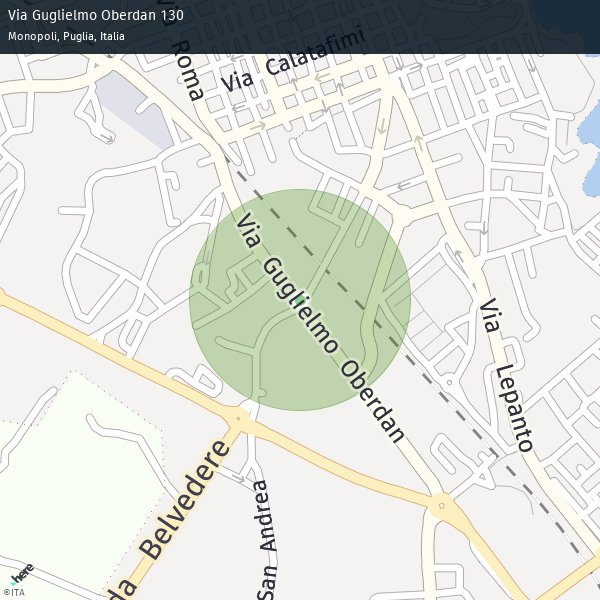 Via Guglielmo Oberdan 130
Monopoli, Puglia, Italia
Via Roma
Via Calatafimi
Via Guglielmo Oberdan
Via Lepanto
da Belvedere
San Andrea
here
©ITA